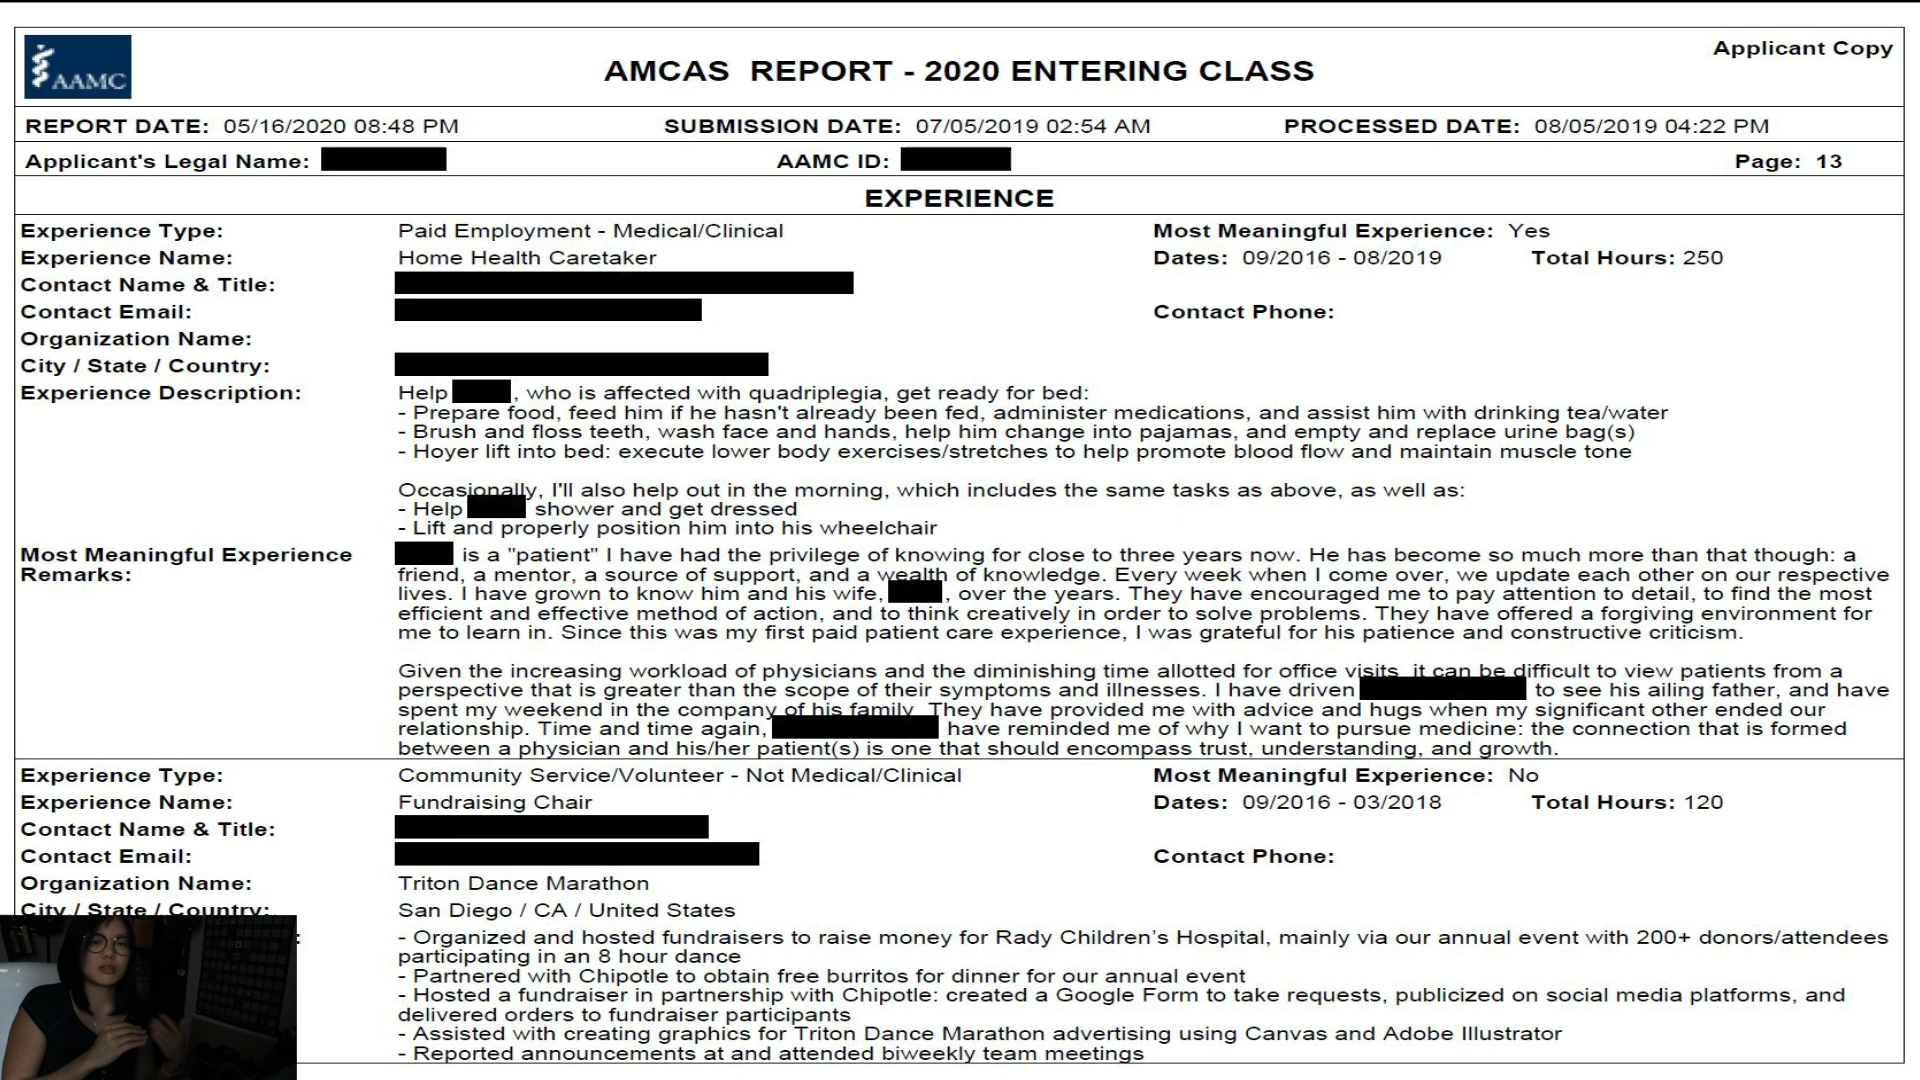 AAMC
Applicant Copy
AMCAS REPORT - 2020 ENTERING CLASS
REPORT DATE: 05/16/2020 08:48 PM SUBMISSION DATE: 07/05/2019 02:54 AM PROCESSED DATE: 08/05/2019 04:22 PM
Applicant's Legal Name: AAMC ID: Page: 13
EXPERIENCE
Experience Type: Paid Employment - Medical/Clinical Most Meaningful Experience: Yes
Experience Name: Home Health Caretaker Dates: 09/2016 - 08/2019 Total Hours: 250
Contact Name & Title:
Contact Email: Contact Phone:
Organization Name:
City / State / Country:
Experience Description: Help , who is affected with quadriplegia, get ready for bed:
- Prepare food, feed him if he hasn't already been fed, administer medications, and assist him with drinking tea/water
- Brush and floss teeth, wash face and hands, help him change into pajamas, and empty and replace urine bag(s)
- Hoyer lift into bed: execute lower body exercises/stretches to help promote blood flow and maintain muscle tone
Occasionally, I'll also help out in the morning, which includes the same tasks as above, as well as:
- Help shower and get dressed
- Lift and properly position him into his wheelchair
Most Meaningful Experience is a "patient" I have had the privilege of knowing for close to three years now. He has become so much more than that though: a
Remarks: friend, a mentor, a source of support, and a wealth of knowledge. Every week when I come over, we update each other on our respective
lives. I have grown to know him and his wife, , over the years. They have encouraged me to pay attention to detail, to find the most
efficient and effective method of action, and to think creatively in order to solve problems. They have offered a forgiving environment for
me to learn in. Since this was my first paid patient care experience, I was grateful for his patience and constructive criticism.
Given the increasing workload of physicians and the diminishing time allotted for office visits, it can be difficult to view patients from a
perspective that is greater than the scope of their symptoms and illnesses. I have driven to see his ailing father, and have
spent my weekend in the company of his family. They have provided me with advice and hugs when my significant other ended our
relationship. Time and time again, have reminded me of why I want to pursue medicine: the connection that is formed
between a physician and his/her patient(s) is one that should encompass trust, understanding, and growth.
Experience Type: Community Service/Volunteer - Not Medical/Clinical Most Meaningful Experience: No
Experience Name: Fundraising Chair Dates: 09/2016 - 03/2018 Total Hours: 120
Contact Name & Title:
Contact Email: Contact Phone:
Organization Name: Triton Dance Marathon
City / State / Country: San Diego / CA / United States
: - Organized and hosted fundraisers to raise money for Rady Children's Hospital, mainly via our annual event with 200+ donors/attendees
participating in an 8 hour dance
- Partnered with Chipotle to obtain free burritos for dinner for our annual event
- Hosted a fundraiser in partnership with Chipotle: created a Google Form to take requests, publicized on social media platforms, and
delivered orders to fundraiser participants
- Assisted with creating graphics for Triton Dance Marathon advertising using Canvas and Adobe Illustrator
- Reported announcements at and attended biweekly team meetings